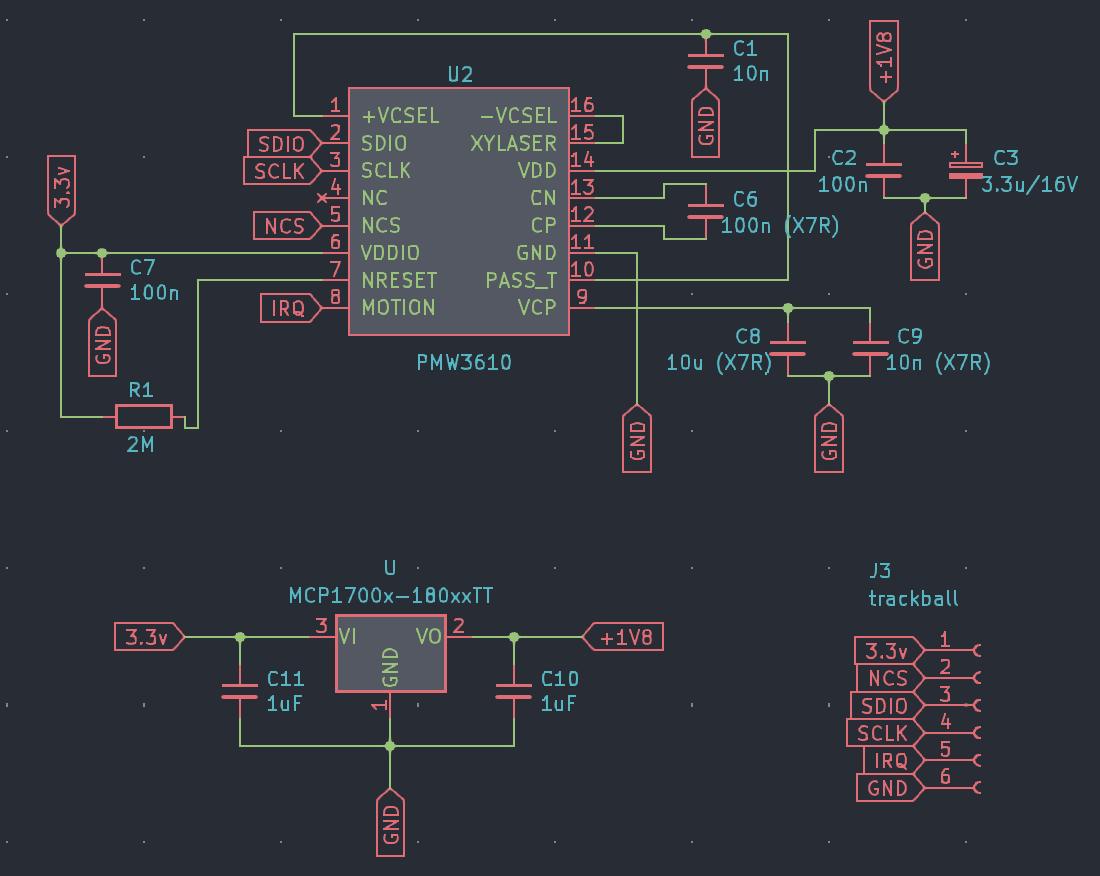 U2
1
+VCSEL
2
SDIO
SDIO
3
SCLK
SCLK
4
NC
5
NCS
NCS
6
VDDIO
7
NRESET
8
IRQ
MOTION
16
-VCSEL
15
XYLASER
14
VDD
13
CN
12
CP
11
GND
10
PASS_T
9
VCP
PMW3610
3.3v
C7
100n
GND
R1
2M
C1
10n
GND
+1V8
C2
100n
C3
+
3.3u/16V
GND
C6
100n (X7R)
C8
10u (X7R)
C9
10n (X7R)
GND
GND
U
MCP1700x-180xxTT
3.3v
3
VI
VO
2
GND
1
+1V8
C11
1uF
C10
1uF
GND
J3
trackball
3.3v 1
NCS 2
SDIO 3
SCLK 4
IRQ 5
GND 6